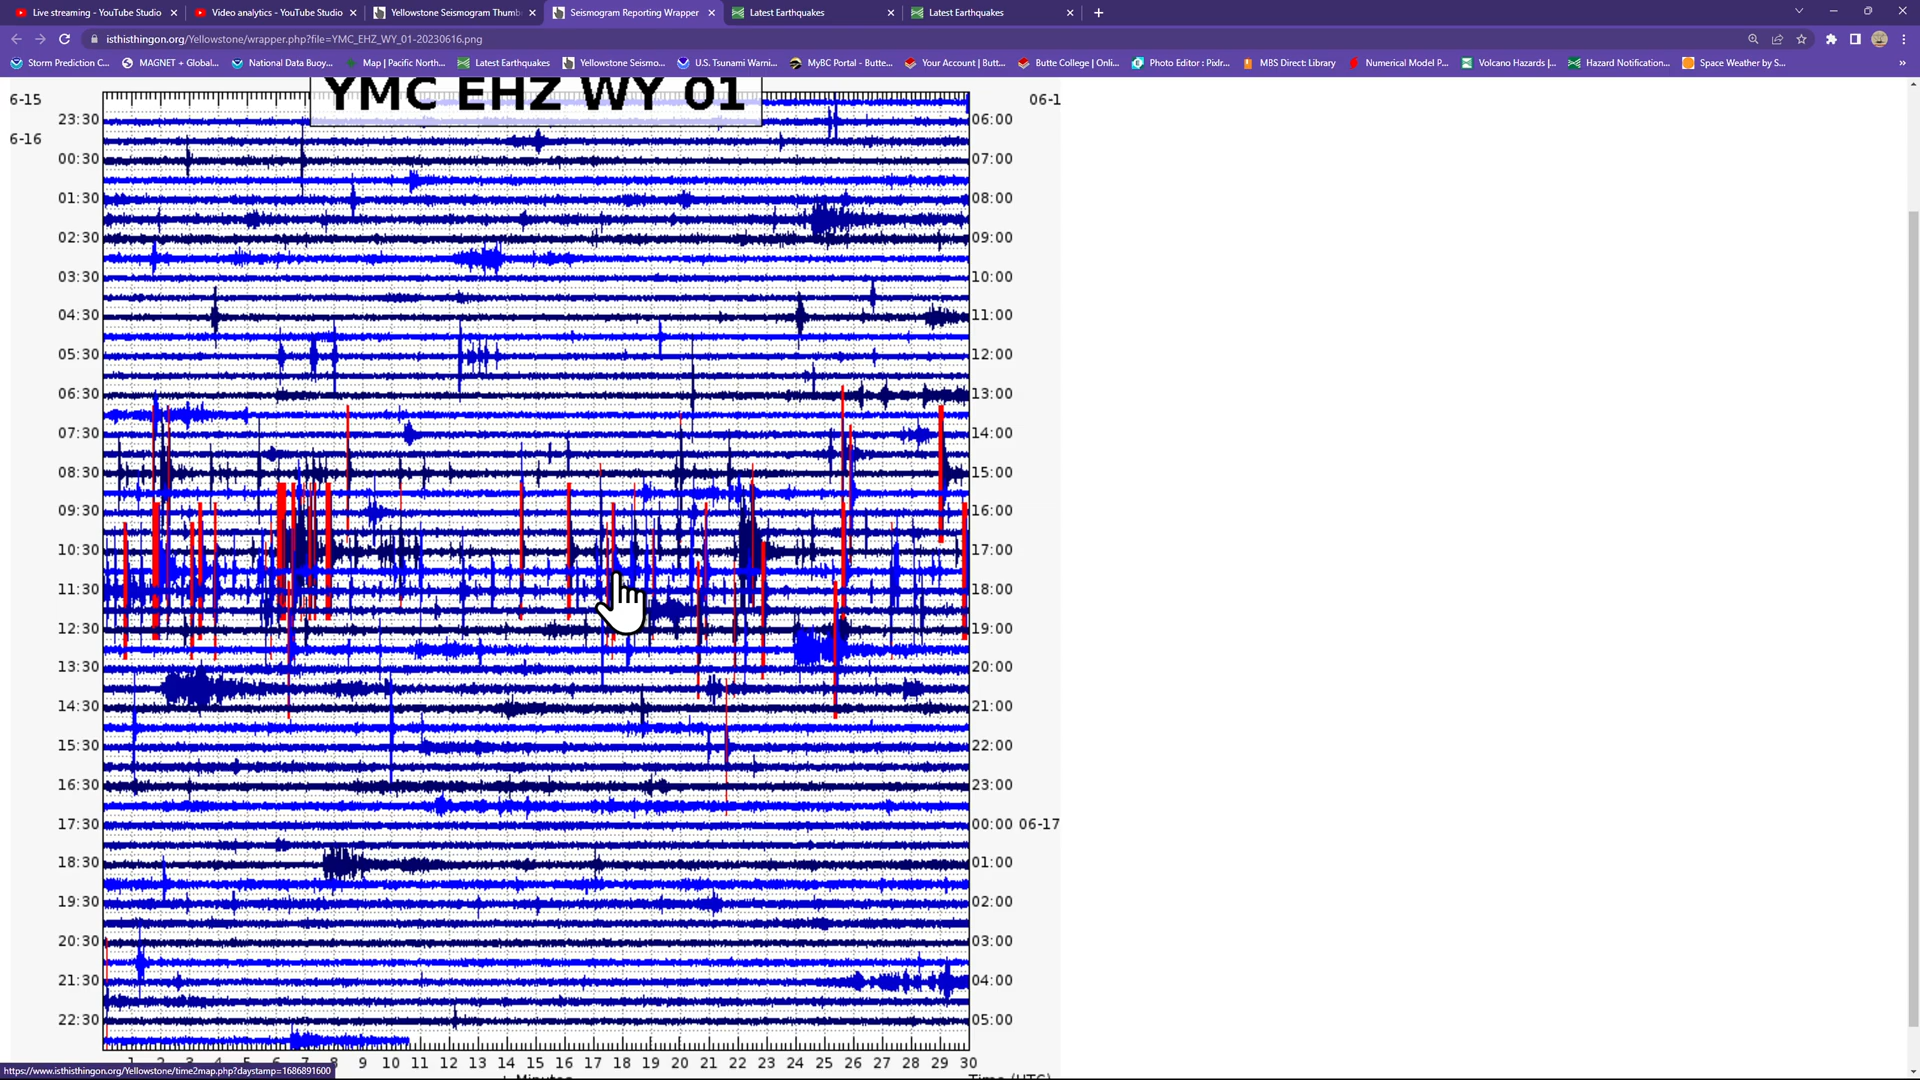 Live streaming - YouTube Studio
Video analytics - YouTube Studio
Yellowstone Seismogram Thumb
Seismogram Reporting Wrapper
Latest Earthquakes
Latest Earthquakes
isthisthingon.org/Yellowstone/wrapper.php?file=YMC_EHZ_WY_01-20230616.png
Storm Prediction C...
MAGNET + Global...
National Data Buoy...
Map | Pacific North...
Latest Earthquakes
Yellowstone Seismo...
U.S. Tsunami Warni...
MyBC Portal - Butte...
Your Account | Butt...
Butte College | Onli...
Photo Editor : Pixlr...
MBS Direct Library
Numerical Model P...
Volcano Hazards |...
Hazard Notification...
Space Weather by S...
YMC EHZ WY 01
6-15 06-1
23:30 06:00
6-16
00:30 07:00
01:30 08:00
02:30 09:00
03:30 10:00
04:30 11:00
05:30 12:00
06:30 13:00
07:30 14:00
08:30 15:00
09:30 16:00
10:30 17:00
11:30 18:00
12:30 19:00
13:30 20:00
14:30 21:00
15:30 22:00
16:30 23:00
17:30 00:00 06-17
18:30 01:00
19:30 02:00
20:30 03:00
21:30 04:00
22:30 05:00
1 2 3 4 5 6 7 8 9 10 11 12 13 14 15 16 17 18 19 20 21 22 23 24 25 26 27 28 29 30
https://www.isthisthingon.org/Yellowstone/time2map.php?daystamp=1686891600
+ Minutes Time (UTC)